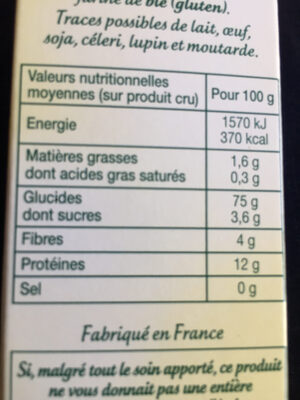 farine de blé (gluten).
Traces possibles de lait, œuf,
soja, céleri, lupin et moutarde.
Valeurs nutritionnelles
moyennes (sur produit cru) Pour 100 g
Energie 1570 kJ
370 kcal
Matières grasses 1,6 g
dont acides gras saturés 0,3 g
Glucides 75 g
dont sucres 3,6 g
Fibres 4 g
Protéines 12 g
Sel 0 g
Fabriqué en France
Si, malgré tout le soin apporté, ce produit
ne vous donnait pas une entière